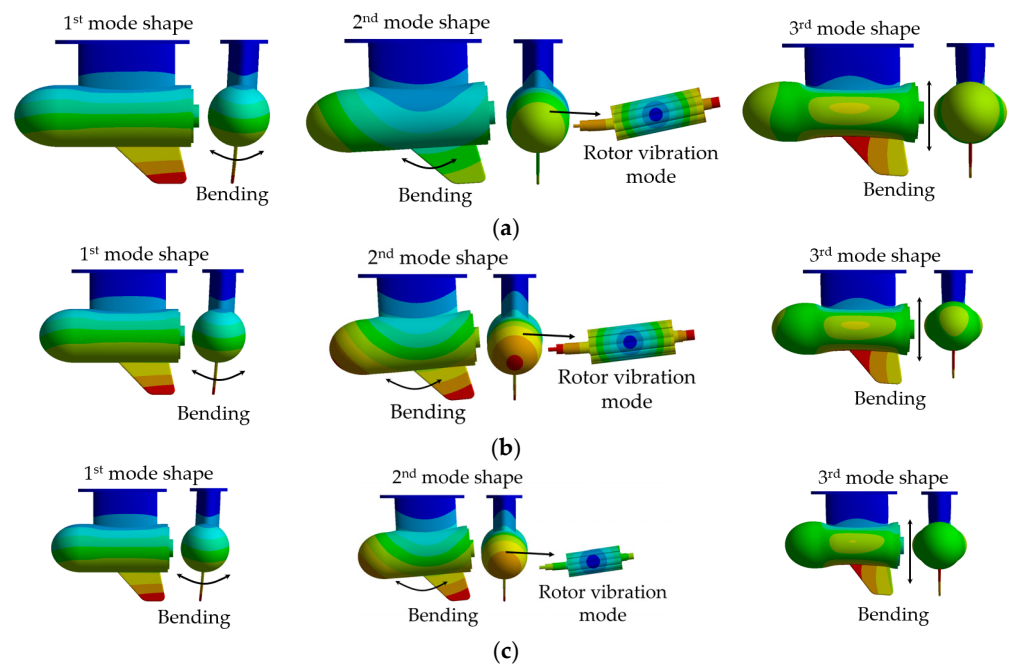 1st mode shape
2nd mode shape
3rd mode shape
Bending
Bending
Rotor vibration
mode
Bending
(a)
1st mode shape
2nd mode shape
3rd mode shape
Bending
Bending
Rotor vibration
mode
Bending
(b)
1st mode shape
2nd mode shape
3rd mode shape
Bending
Bending
Rotor vibration
mode
Bending
(c)